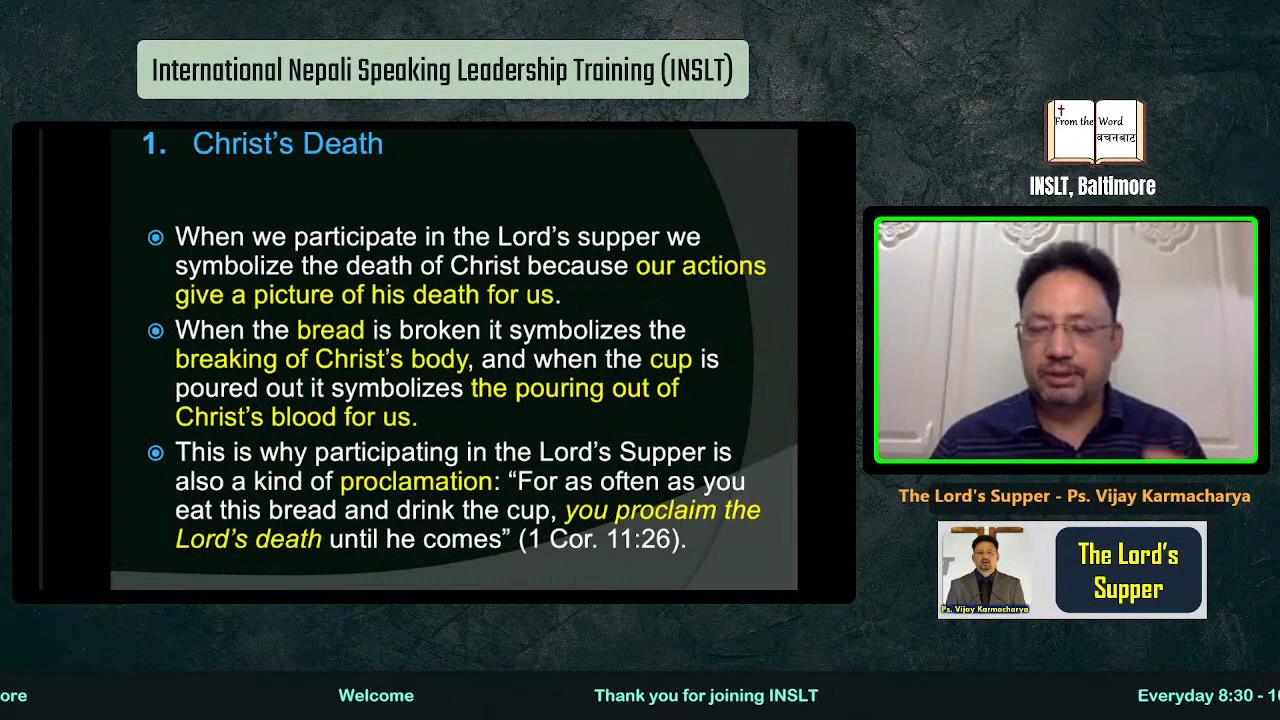 International Nepali Speaking Leadership Training (INSLT)
1. Christ's Death
When we participate in the Lord's supper we
symbolize the death of Christ because our actions
give a picture of his death for us.
When the bread is broken it symbolizes the
breaking of Christ's body, and when the cup is
poured out it symbolizes the pouring out of
Christ's blood for us.
This is why participating in the Lord's Supper is
also a kind of proclamation: “For as often as you
eat this bread and drink the cup, you proclaim the
Lord's death until he comes” (1 Cor. 11:26).
From the Word
वचनबाट
INSLT, Baltimore
The Lord's Supper - Ps. Vijay Karmacharya
Ps. Vijay Karmacharya
The Lord's
Supper
ore Welcome Thank you for joining INSLT Everyday 8:30 - 10